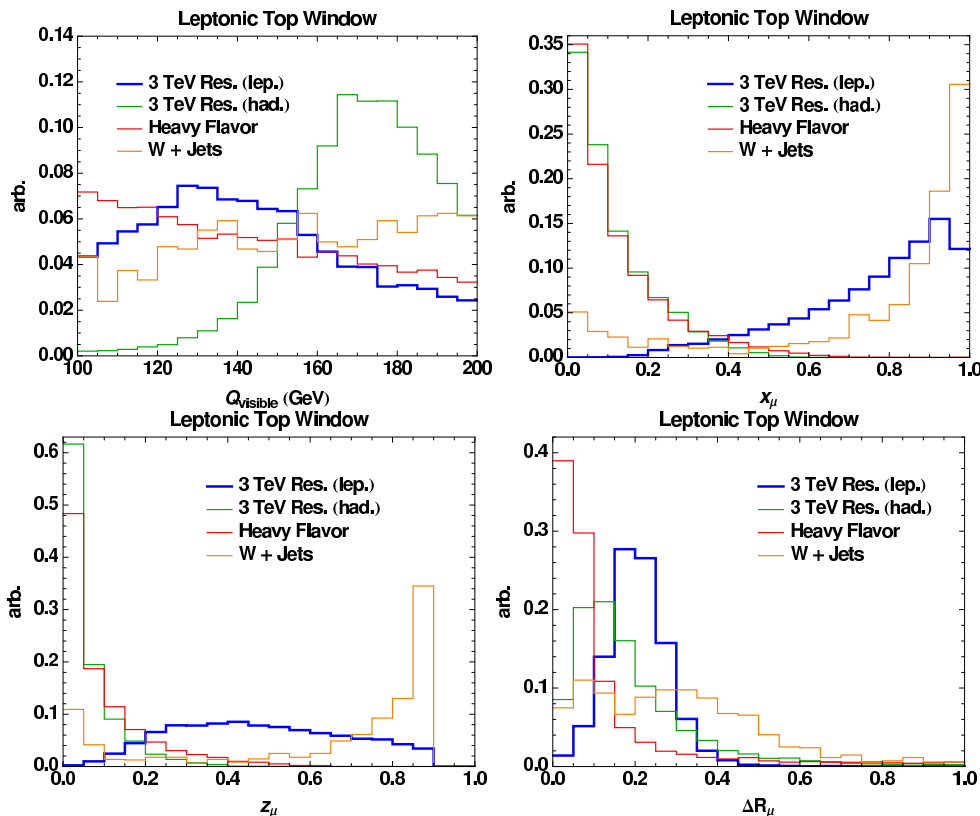 Leptonic Top Window
0.14
0.12
0.10
0.08
0.06
0.04
0.02
0.00
arb.
3 TeV Res. (lep.)
3 TeV Res. (had.)
Heavy Flavor
W + Jets
100 120 140 160 180 200
Qvisible (GeV)
Leptonic Top Window
0.35
0.30
0.25
0.20
0.15
0.10
0.05
0.00
arb.
3 TeV Res. (lep.)
3 TeV Res. (had.)
Heavy Flavor
W + Jets
0.0 0.2 0.4 0.6 0.8 1.0
xμ
Leptonic Top Window
0.6
0.5
0.4
0.3
0.2
0.1
0.0
arb.
3 TeV Res. (lep.)
3 TeV Res. (had.)
Heavy Flavor
W + Jets
0.0 0.2 0.4 0.6 0.8 1.0
zμ
Leptonic Top Window
0.4
0.3
0.2
0.1
0.0
arb.
3 TeV Res. (lep.)
3 TeV Res. (had.)
Heavy Flavor
W + Jets
0.0 0.2 0.4 0.6 0.8 1.0
ΔRμ